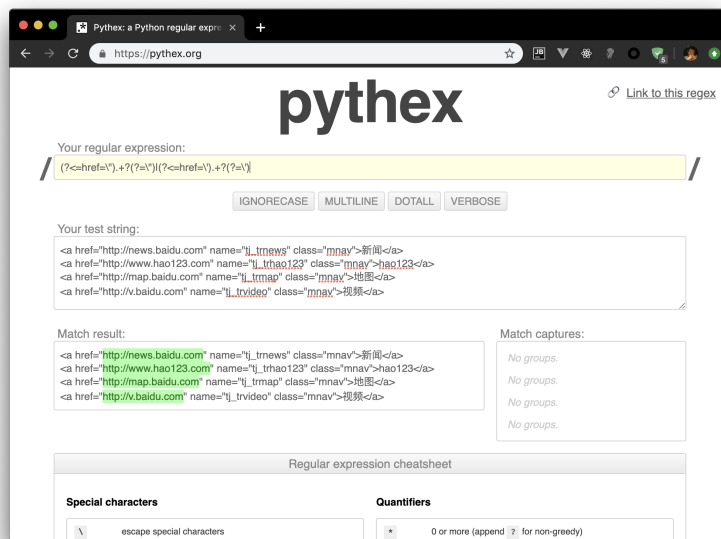 Pythex: a Python regular expre
https://pythex.org
JB
5
pythex
Link to this regex
Your regular expression:
/ (?<=href=\").+?(?=\")|(?<=href=\').+?(?=\') /
IGNORECASE MULTILINE DOTALL VERBOSE
Your test string:
<a href="http://news.baidu.com" name="tj_trnews" class="mnav">新闻</a>
<a href="http://www.hao123.com" name="tj_trhao123" class="mnav">hao123</a>
<a href="http://map.baidu.com" name="tj_trmap" class="mnav">地图</a>
<a href="http://v.baidu.com" name="tj_trvideo" class="mnav">视频</a>
Match result:
<a href="http://news.baidu.com" name="tj_trnews" class="mnav">新闻</a>
<a href="http://www.hao123.com" name="tj_trhao123" class="mnav">hao123</a>
<a href="http://map.baidu.com" name="tj_trmap" class="mnav">地图</a>
<a href="http://v.baidu.com" name="tj_trvideo" class="mnav">视频</a>
Match captures:
No groups.
No groups.
No groups.
No groups.
Regular expression cheatsheet
Special characters
\ escape special characters
Quantifiers
* 0 or more (append ? for non-greedy)